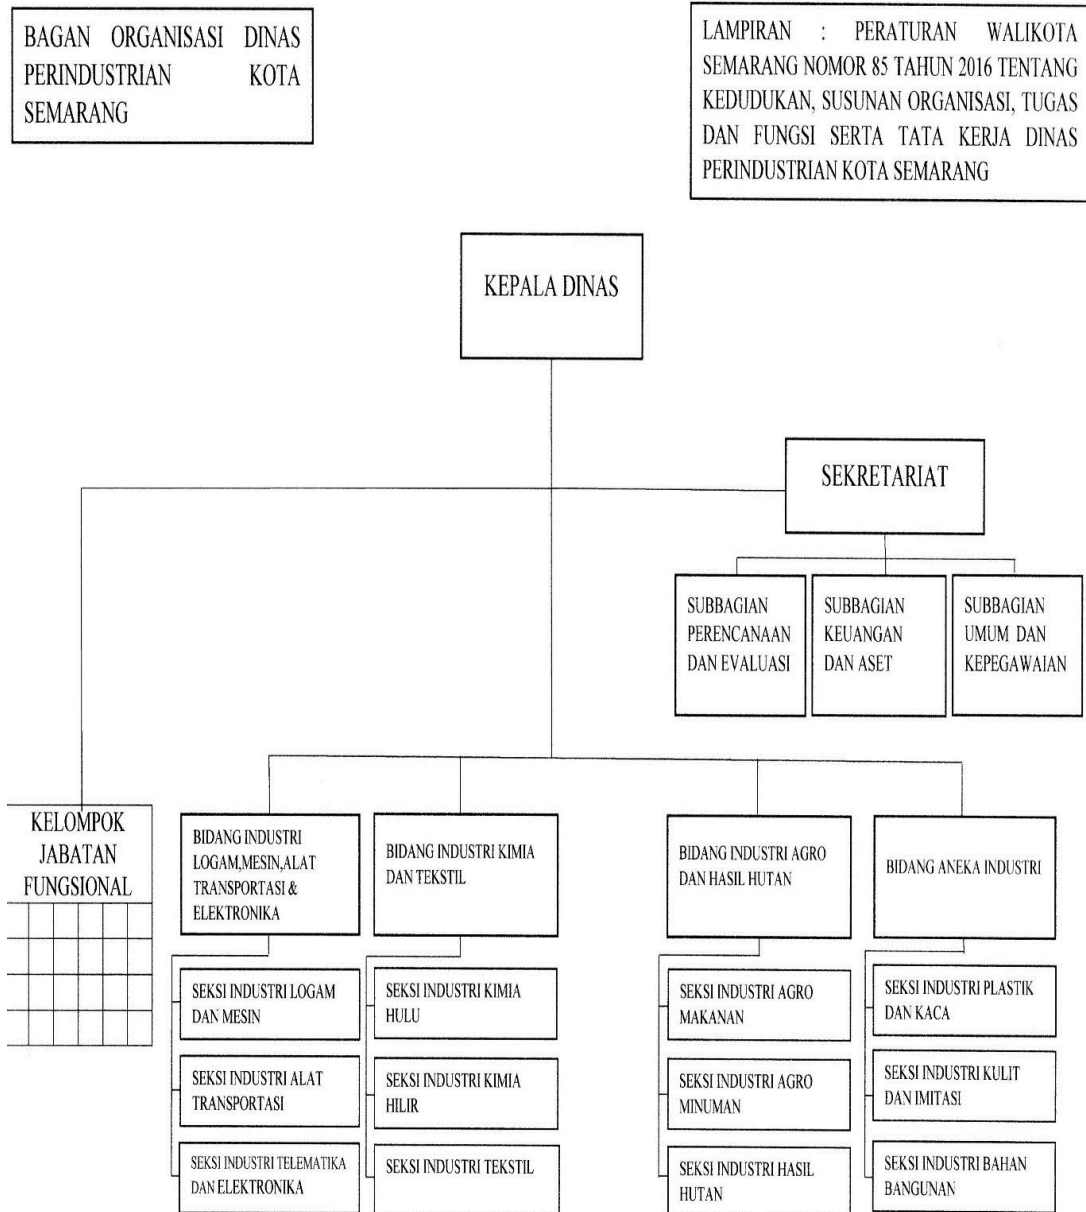 BAGAN ORGANISASI DINAS
PERINDUSTRIAN KOTA
SEMARANG
LAMPIRAN : PERATURAN WALIKOTA
SEMARANG NOMOR 85 TAHUN 2016 TENTANG
KEDUDUKAN, SUSUNAN ORGANISASI, TUGAS
DAN FUNGSI SERTA TATA KERJA DINAS
PERINDUSTRIAN KOTA SEMARANG
KEPALA DINAS
SEKRETARIAT
SUBBAGIAN
PERENCANAAN
DAN EVALUASI
SUBBAGIAN
KEUANGAN
DAN ASET
SUBBAGIAN
UMUM DAN
KEPEGAWAIAN
KELOMPOK
JABATAN
FUNGSIONAL
BIDANG INDUSTRI
LOGAM,MESIN,ALAT
TRANSPORTASI &
ELEKTRONIKA
SEKSI INDUSTRI LOGAM
DAN MESIN
SEKSI INDUSTRI ALAT
TRANSPORTASI
SEKSI INDUSTRI TELEMATIKA
DAN ELEKTRONIKA
BIDANG INDUSTRI KIMIA
DAN TEKSTIL
SEKSI INDUSTRI KIMIA
HULU
SEKSI INDUSTRI KIMIA
HILIR
SEKSI INDUSTRI TEKSTIL
BIDANG INDUSTRI AGRO
DAN HASIL HUTAN
SEKSI INDUSTRI AGRO
MAKANAN
SEKSI INDUSTRI AGRO
MINUMAN
SEKSI INDUSTRI HASIL
HUTAN
BIDANG ANEKA INDUSTRI
SEKSI INDUSTRI PLASTIK
DAN KACA
SEKSI INDUSTRI KULIT
DAN IMITASI
SEKSI INDUSTRI BAHAN
BANGUNAN